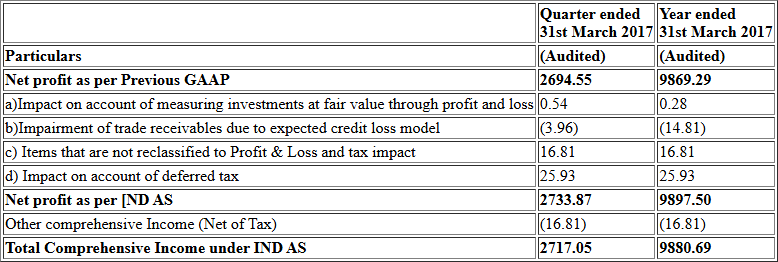 Quarter ended Year ended
31st March 2017 31st March 2017
Particulars (Audited) (Audited)
Net profit as per Previous GAAP 2694.55 9869.29
a)Impact on account of measuring investments at fair value through profit and loss 0.54 0.28
b)Impairment of trade receivables due to expected credit loss model (3.96) (14.81)
c) Items that are not reclassified to Profit & Loss and tax impact 16.81 16.81
d) Impact on account of deferred tax 25.93 25.93
Net profit as per [ND AS 2733.87 9897.50
Other comprehensive Income (Net of Tax) (16.81) (16.81)
Total Comprehensive Income under IND AS 2717.05 9880.69